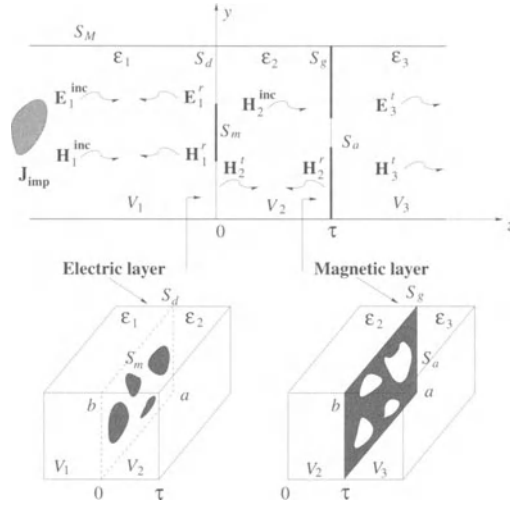 y
S_M
ε₁ S_d ε₂ S_g ε₃
E₁^inc E₁^r H₂^inc E₃^t
S_m S_a
H₁^inc H₁^r H₂^t H₂^r H₃^t
J_imp
V₁ V₂ V₃
0 τ z
Electric layer Magnetic layer
S_d S_g
ε₁ ε₂ ε₂ ε₃
S_m S_a
b a b a
V₁ V₂ V₂ V₃
0 τ 0 τ